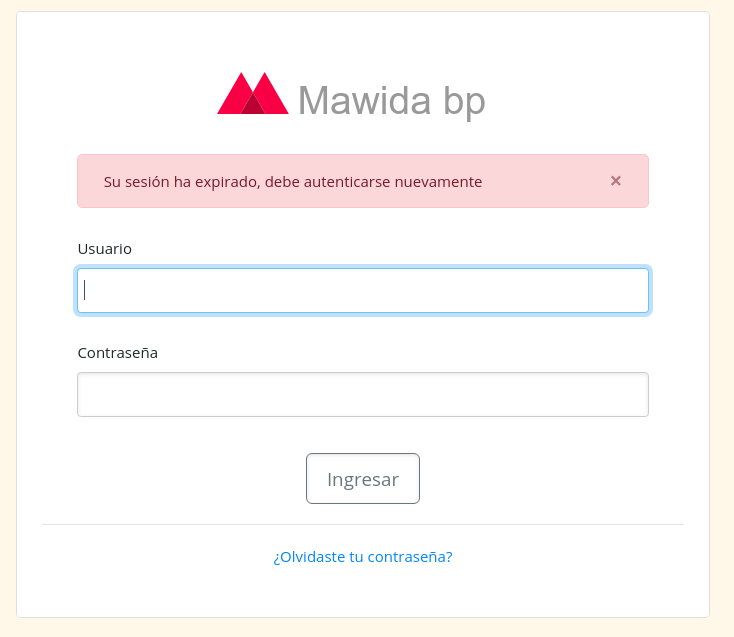 Mawida bp
Su sesión ha expirado, debe autenticarse nuevamente ×
Usuario
Contraseña
Ingresar
¿Olvidaste tu contraseña?